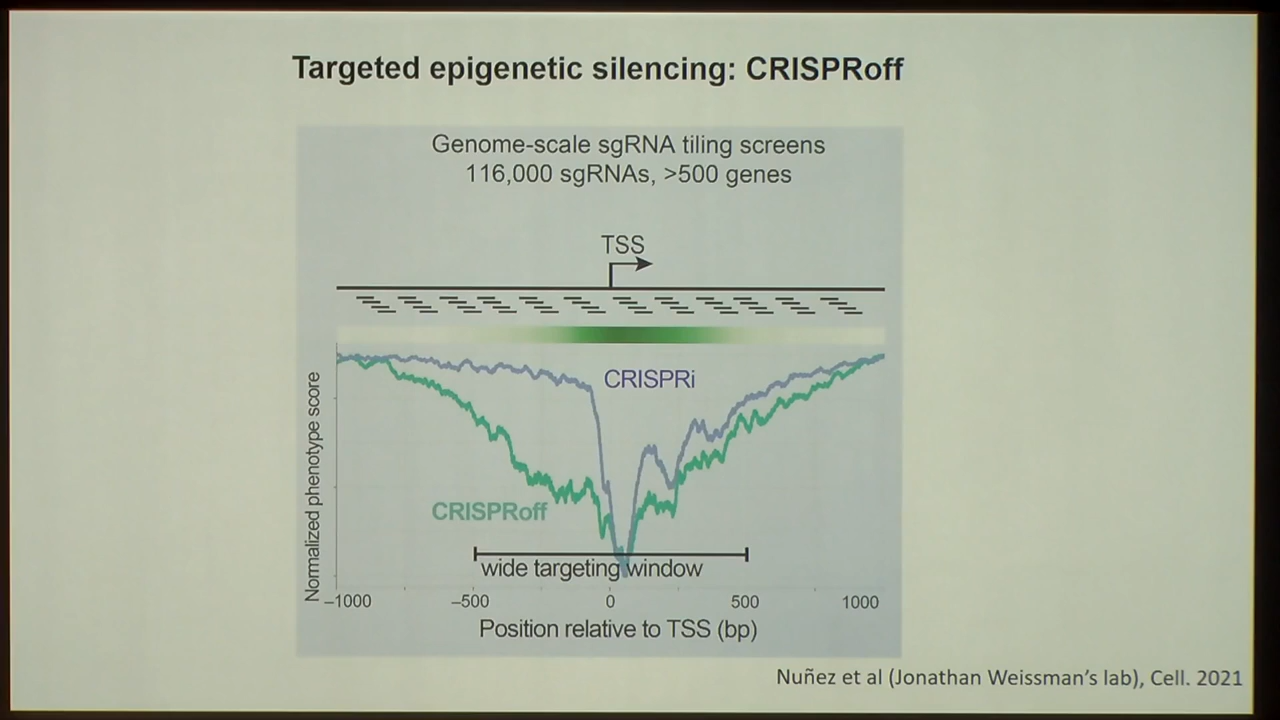 Targeted epigenetic silencing: CRISPRoff
Genome-scale sgRNA tiling screens
116,000 sgRNAs, >500 genes
TSS
CRISPRi
CRISPRoff
wide targeting window
Normalized phenotype score
–1000
–500
0
500
1000
Position relative to TSS (bp)
Nuñez et al (Jonathan Weissman’s lab), Cell. 2021